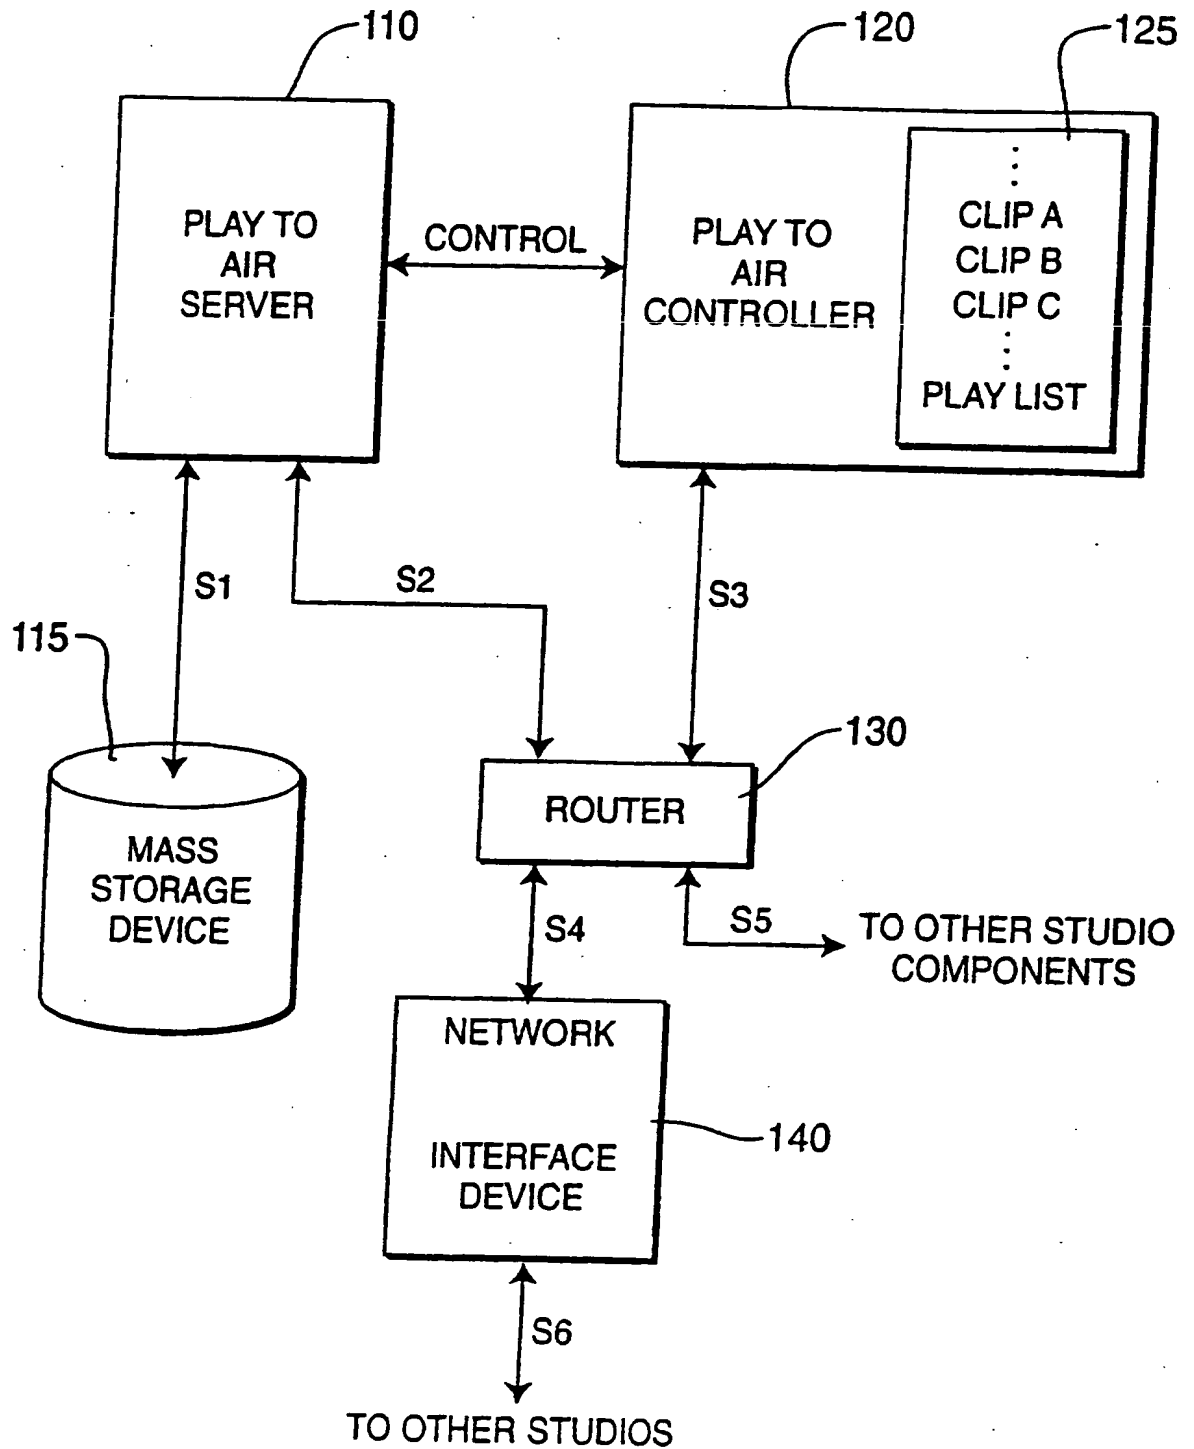 110
120
125
PLAY TO
AIR
SERVER
CONTROL
PLAY TO
AIR
CONTROLLER
CLIP A
CLIP B
CLIP C
PLAY LIST
S1
S2
S3
115
130
MASS
STORAGE
DEVICE
ROUTER
S4
S5
TO OTHER STUDIO
COMPONENTS
NETWORK
INTERFACE
DEVICE
140
S6
TO OTHER STUDIOS